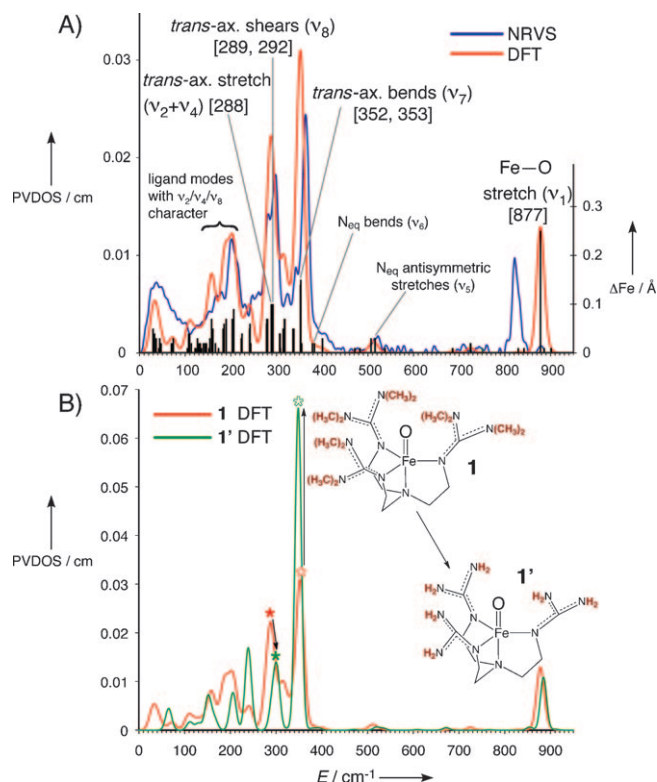 A)
trans-ax. shears (ν8)
[289, 292]
NRVS
DFT
trans-ax. stretch
(ν2+ν4) [288]
trans-ax. bends (ν7)
[352, 353]
Fe—O
stretch (ν1)
[877]
ligand modes
with ν2/ν4/ν8
character
Neq bends (ν6)
Neq antisymmetric
stretches (ν5)
PVDOS / cm
0.03
0.02
0.01
0
0.3
0.2
0.1
0
ΔFe / Å
0 100 200 300 400 500 600 700 800 900
B)
1 DFT
1' DFT
PVDOS / cm
0.07
0.06
0.05
0.04
0.03
0.02
0.01
0
(H3C)2N
N(CH3)2
(H3C)2N
(H3C)2N
(H3C)2N
N(CH3)2
O
Fe
N
N
N
N
1
1'
H2N
NH2
H2N
H2N
H2N
NH2
O
Fe
N
N
N
N
0 100 200 300 400 500 600 700 800 900
E / cm⁻¹